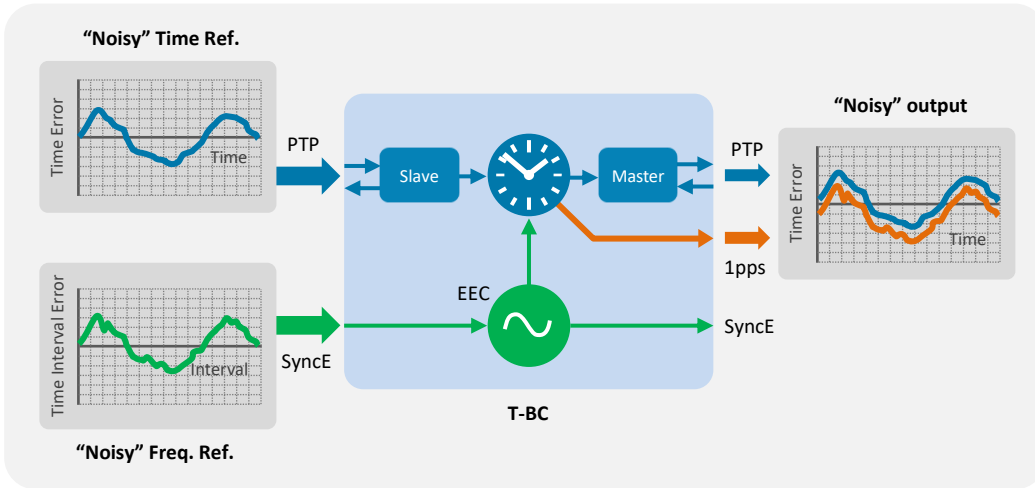 “Noisy” Time Ref.
Time Error
Time
PTP
Slave
Master
PTP
“Noisy” output
Time Error
Time
1pps
EEC
SyncE
Time Interval Error
Interval
SyncE
T-BC
“Noisy” Freq. Ref.